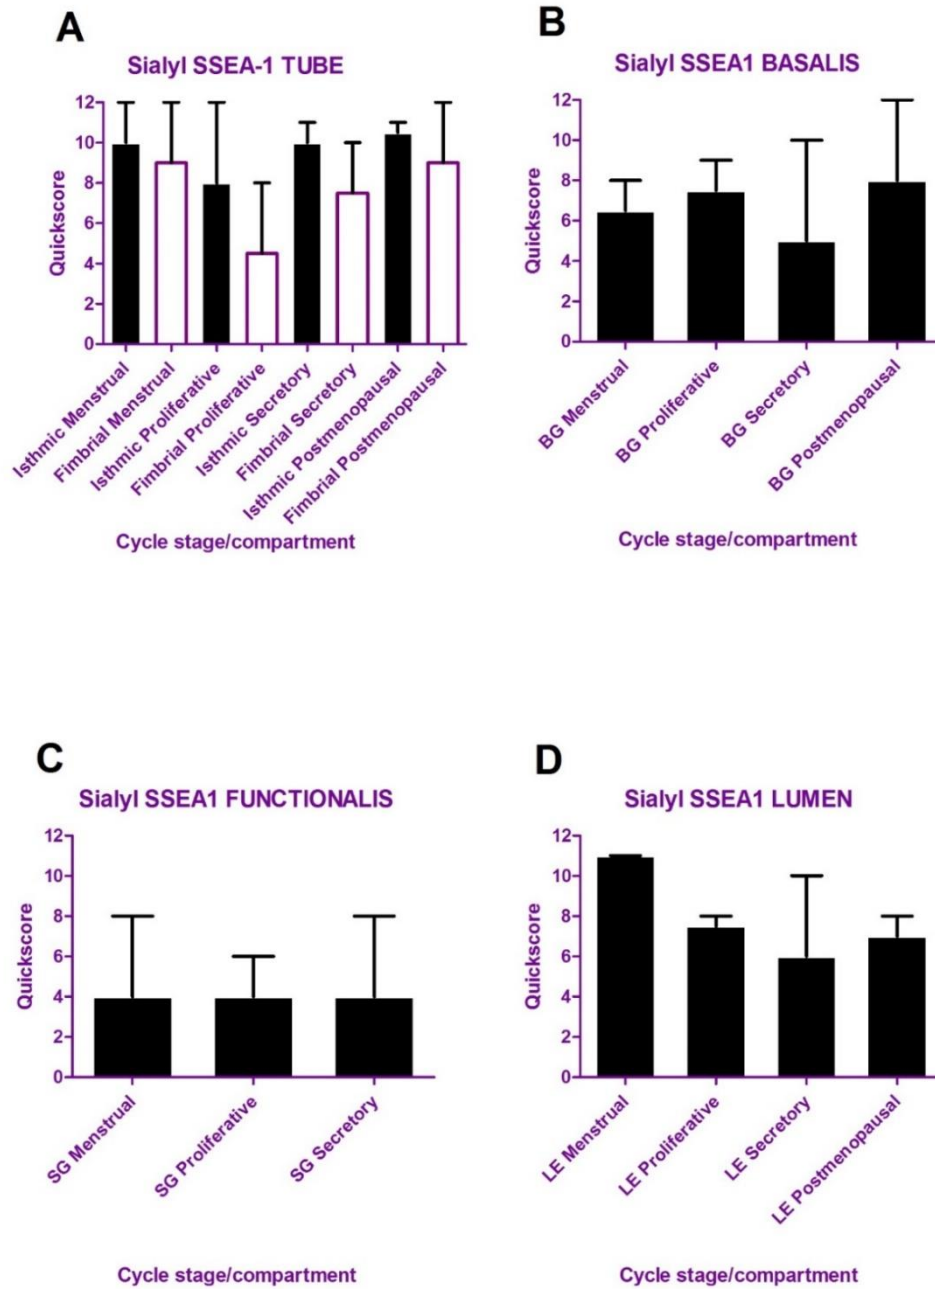 A
Sialyl SSEA-1 TUBE
12
10
8
6
4
2
0
Quickscore
Isthmic Menstrual
Fimbrial Menstrual
Isthmic Proliferative
Fimbrial Proliferative
Isthmic Secretory
Fimbrial Secretory
Isthmic Postmenopausal
Fimbrial Postmenopausal
Cycle stage/compartment
B
Sialyl SSEA1 BASALIS
12
10
8
6
4
2
0
Quickscore
BG Menstrual
BG Proliferative
BG Secretory
BG Postmenopausal
Cycle stage/compartment
C
Sialyl SSEA1 FUNCTIONALIS
12
10
8
6
4
2
0
Quickscore
SG Menstrual
SG Proliferative
SG Secretory
Cycle stage/compartment
D
Sialyl SSEA1 LUMEN
12
10
8
6
4
2
0
Quickscore
LE Menstrual
LE Proliferative
LE Secretory
LE Postmenopausal
Cycle stage/compartment